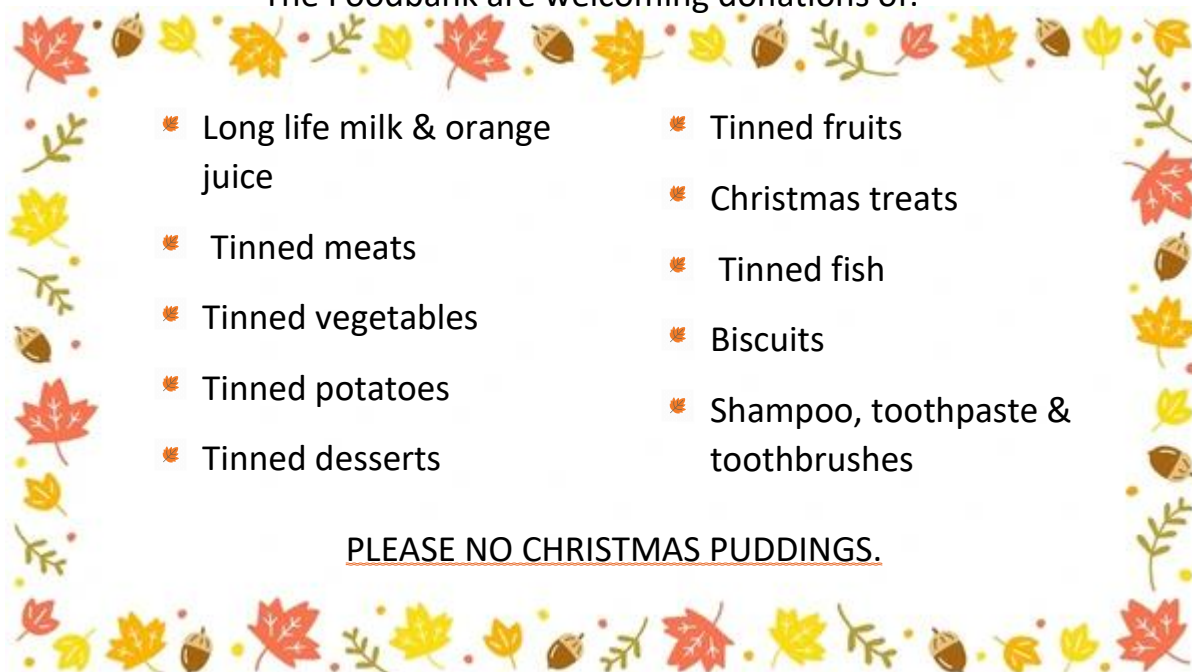 The Foodbank are welcoming donations of:
Long life milk & orange
juice
Tinned meats
Tinned vegetables
Tinned potatoes
Tinned desserts
Tinned fruits
Christmas treats
Tinned fish
Biscuits
Shampoo, toothpaste &
toothbrushes
PLEASE NO CHRISTMAS PUDDINGS.